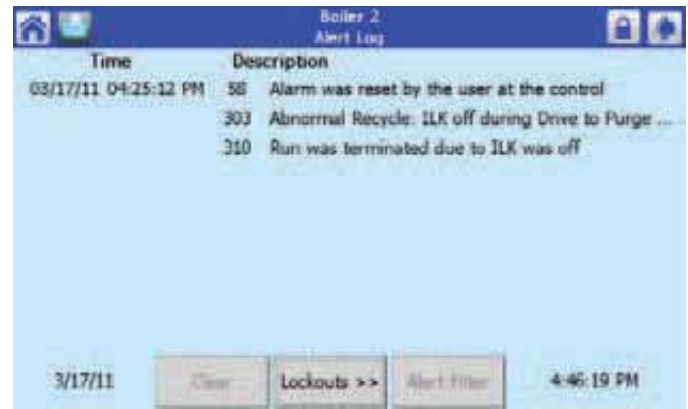 Boiler 2
Alert Log
Time Description
03/17/11 04:25:12 PM 58 Alarm was reset by the user at the control
303 Abnormal Recycle: ILK off during Drive to Purge ...
310 Run was terminated due to ILK was off
3/17/11 Clear Lockouts >> Alert Filter 4:46:19 PM